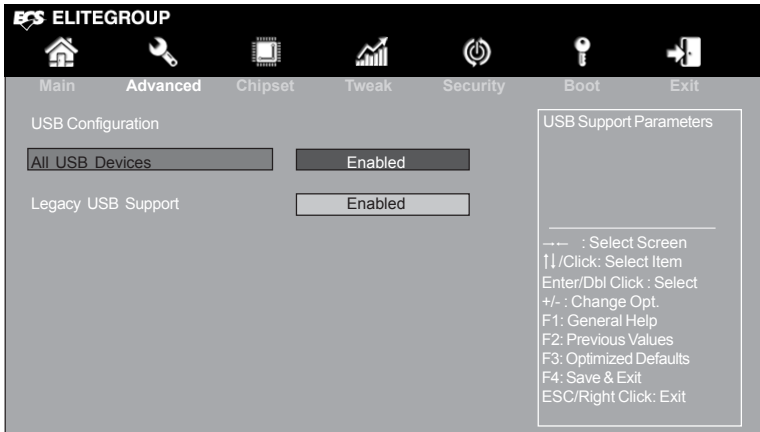 ECS ELITEGROUP
Main Advanced Chipset Tweak Security Boot Exit
USB Configuration
All USB Devices Enabled
Legacy USB Support Enabled
USB Support Parameters
→← : Select Screen
↑↓/Click: Select Item
Enter/Dbl Click : Select
+/- : Change Opt.
F1: General Help
F2: Previous Values
F3: Optimized Defaults
F4: Save & Exit
ESC/Right Click: Exit